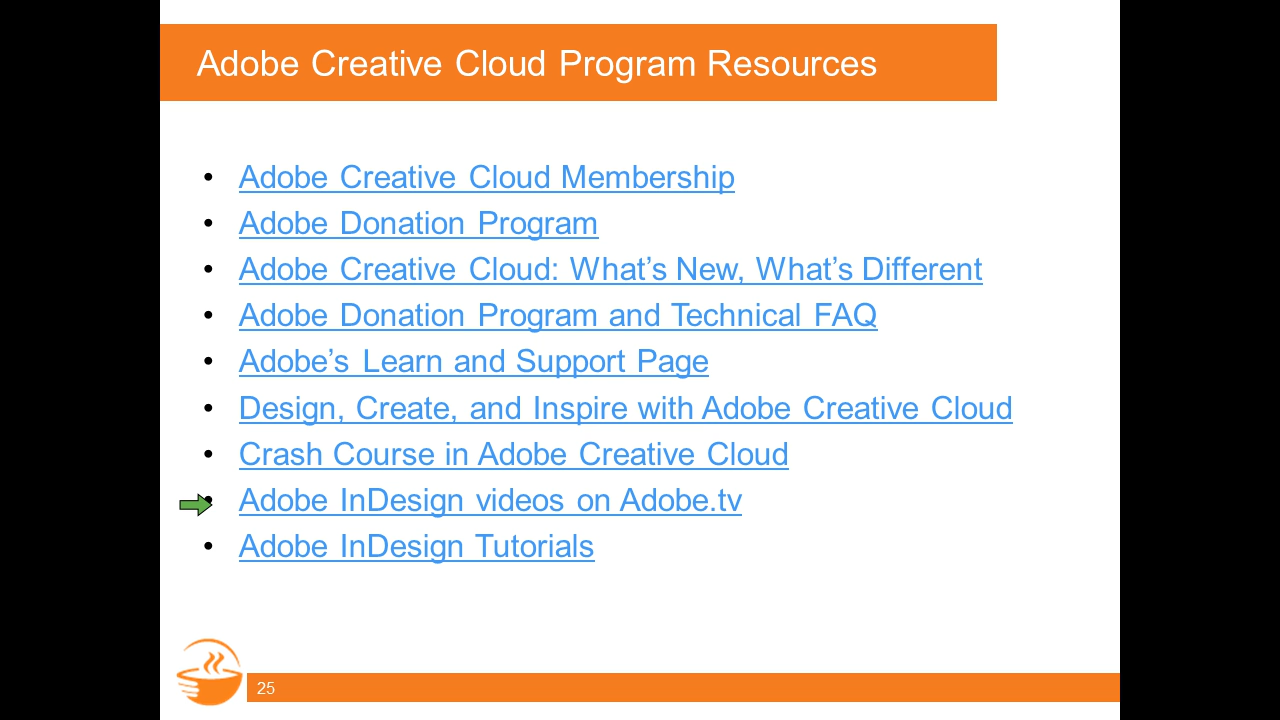 Adobe Creative Cloud Program Resources
• Adobe Creative Cloud Membership
• Adobe Donation Program
• Adobe Creative Cloud: What’s New, What’s Different
• Adobe Donation Program and Technical FAQ
• Adobe’s Learn and Support Page
• Design, Create, and Inspire with Adobe Creative Cloud
• Crash Course in Adobe Creative Cloud
• Adobe InDesign videos on Adobe.tv
• Adobe InDesign Tutorials
25